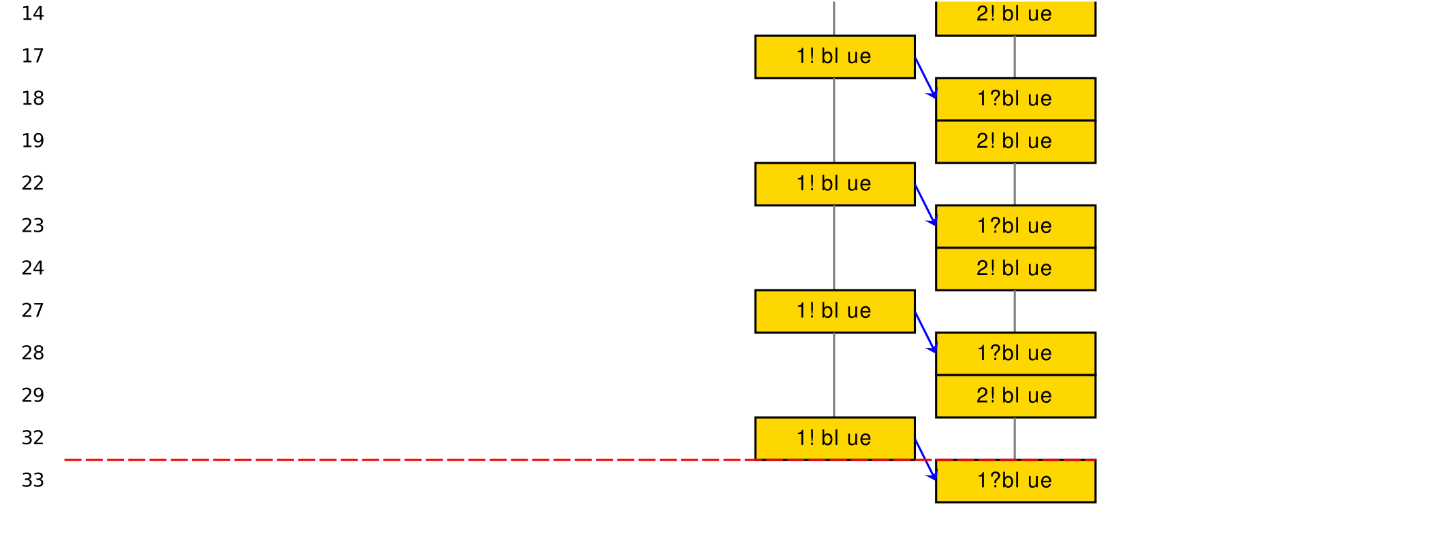 14 2! bl ue
17 1! bl ue
18 1?bl ue
19 2! bl ue
22 1! bl ue
23 1?bl ue
24 2! bl ue
27 1! bl ue
28 1?bl ue
29 2! bl ue
32 1! bl ue
33 1?bl ue